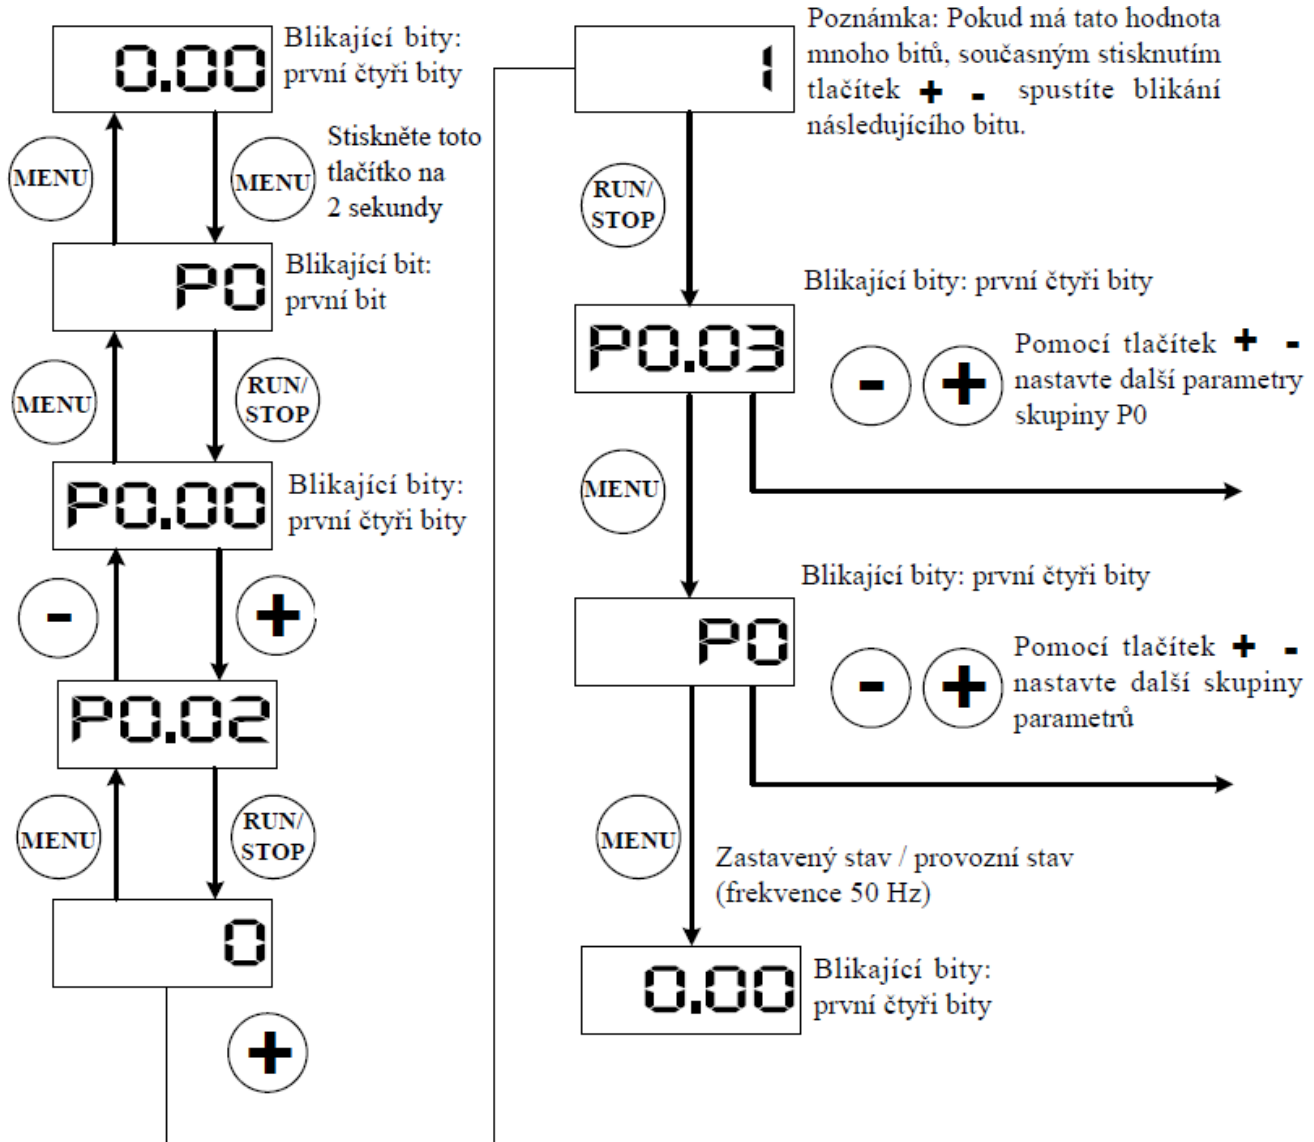 0.00
Blikající bity:
první čtyři bity
MENU
MENU
Stiskněte toto
tlačítko na
2 sekundy
P0
Blikající bit:
první bit
MENU
RUN/
STOP
P0.00
Blikající bity:
první čtyři bity
-
+
P0.02
MENU
RUN/
STOP
0
+
1
Poznámka: Pokud má tato hodnota
mnoho bitů, současným stisknutím
tlačítek + - spustíte blikání
následujícího bitu.
RUN/
STOP
Blikající bity: první čtyři bity
P0.03
- +
Pomocí tlačítek + -
nastavte další parametry
skupiny P0
MENU
Blikající bity: první čtyři bity
P0
- +
Pomocí tlačítek + -
nastavte další skupiny
parametrů
MENU
Zastavený stav / provozní stav
(frekvence 50 Hz)
0.00
Blikající bity:
první čtyři bity